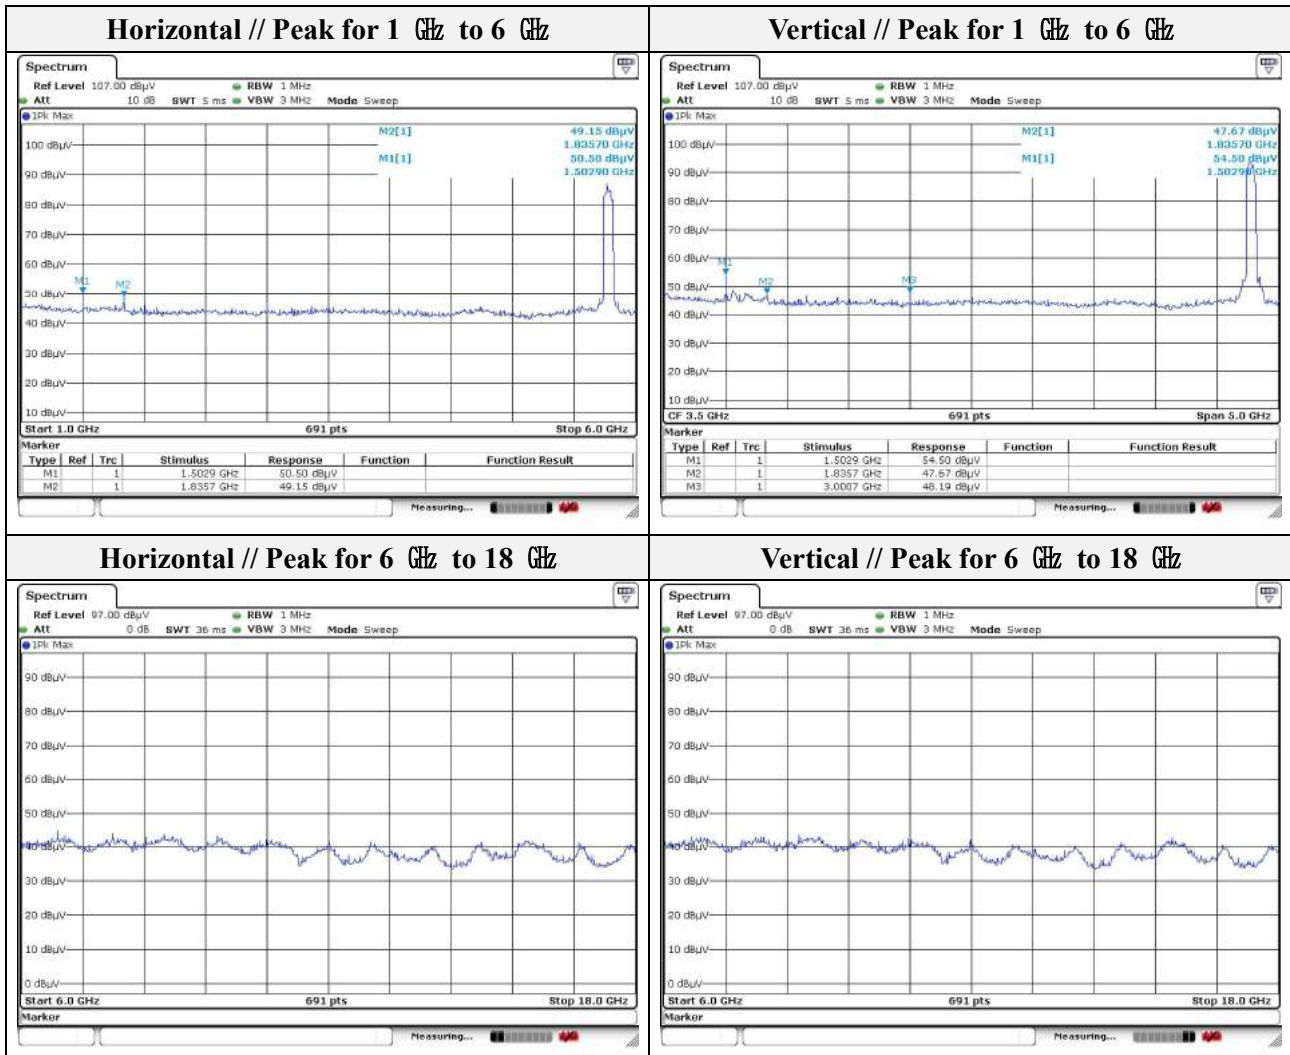 Horizontal // Peak for 1 ㎓ to 6 ㎓
Spectrum
Ref Level 107.00 dBµV RBW 1 MHz
Att 10 dB SWT 5 ms VBW 3 MHz Mode Sweep
1Pk Max
M2[1] 49.15 dBµV
1.83570 GHz
M1[1] 50.50 dBµV
1.50290 GHz
100 dBµV
90 dBµV
80 dBµV
70 dBµV
60 dBµV
M1
M2
50 dBµV
40 dBµV
30 dBµV
20 dBµV
10 dBµV
Start 1.0 GHz 691 pts Stop 6.0 GHz
Marker
Type Ref Trc Stimulus Response Function Function Result
M1 1 1.5029 GHz 50.50 dBµV
M2 1 1.8357 GHz 49.15 dBµV
Measuring...
Vertical // Peak for 1 ㎓ to 6 ㎓
Spectrum
Ref Level 107.00 dBµV RBW 1 MHz
Att 10 dB SWT 5 ms VBW 3 MHz Mode Sweep
1Pk Max
M2[1] 47.67 dBµV
1.83570 GHz
M1[1] 54.50 dBµV
1.50290 GHz
100 dBµV
90 dBµV
80 dBµV
70 dBµV
60 dBµV
M1
M2
M3
50 dBµV
40 dBµV
30 dBµV
20 dBµV
10 dBµV
CF 3.5 GHz 691 pts Span 5.0 GHz
Marker
Type Ref Trc Stimulus Response Function Function Result
M1 1 1.5029 GHz 54.50 dBµV
M2 1 1.8357 GHz 47.67 dBµV
M3 1 3.0007 GHz 48.19 dBµV
Measuring...
Horizontal // Peak for 6 ㎓ to 18 ㎓
Spectrum
Ref Level 97.00 dBµV RBW 1 MHz
Att 0 dB SWT 36 ms VBW 3 MHz Mode Sweep
1Pk Max
90 dBµV
80 dBµV
70 dBµV
60 dBµV
50 dBµV
40 dBµV
30 dBµV
20 dBµV
10 dBµV
0 dBµV
Start 6.0 GHz 691 pts Stop 18.0 GHz
Marker
Measuring...
Vertical // Peak for 6 ㎓ to 18 ㎓
Spectrum
Ref Level 97.00 dBµV RBW 1 MHz
Att 0 dB SWT 36 ms VBW 3 MHz Mode Sweep
1Pk Max
90 dBµV
80 dBµV
70 dBµV
60 dBµV
50 dBµV
40 dBµV
30 dBµV
20 dBµV
10 dBµV
0 dBµV
Start 6.0 GHz 691 pts Stop 18.0 GHz
Marker
Measuring...